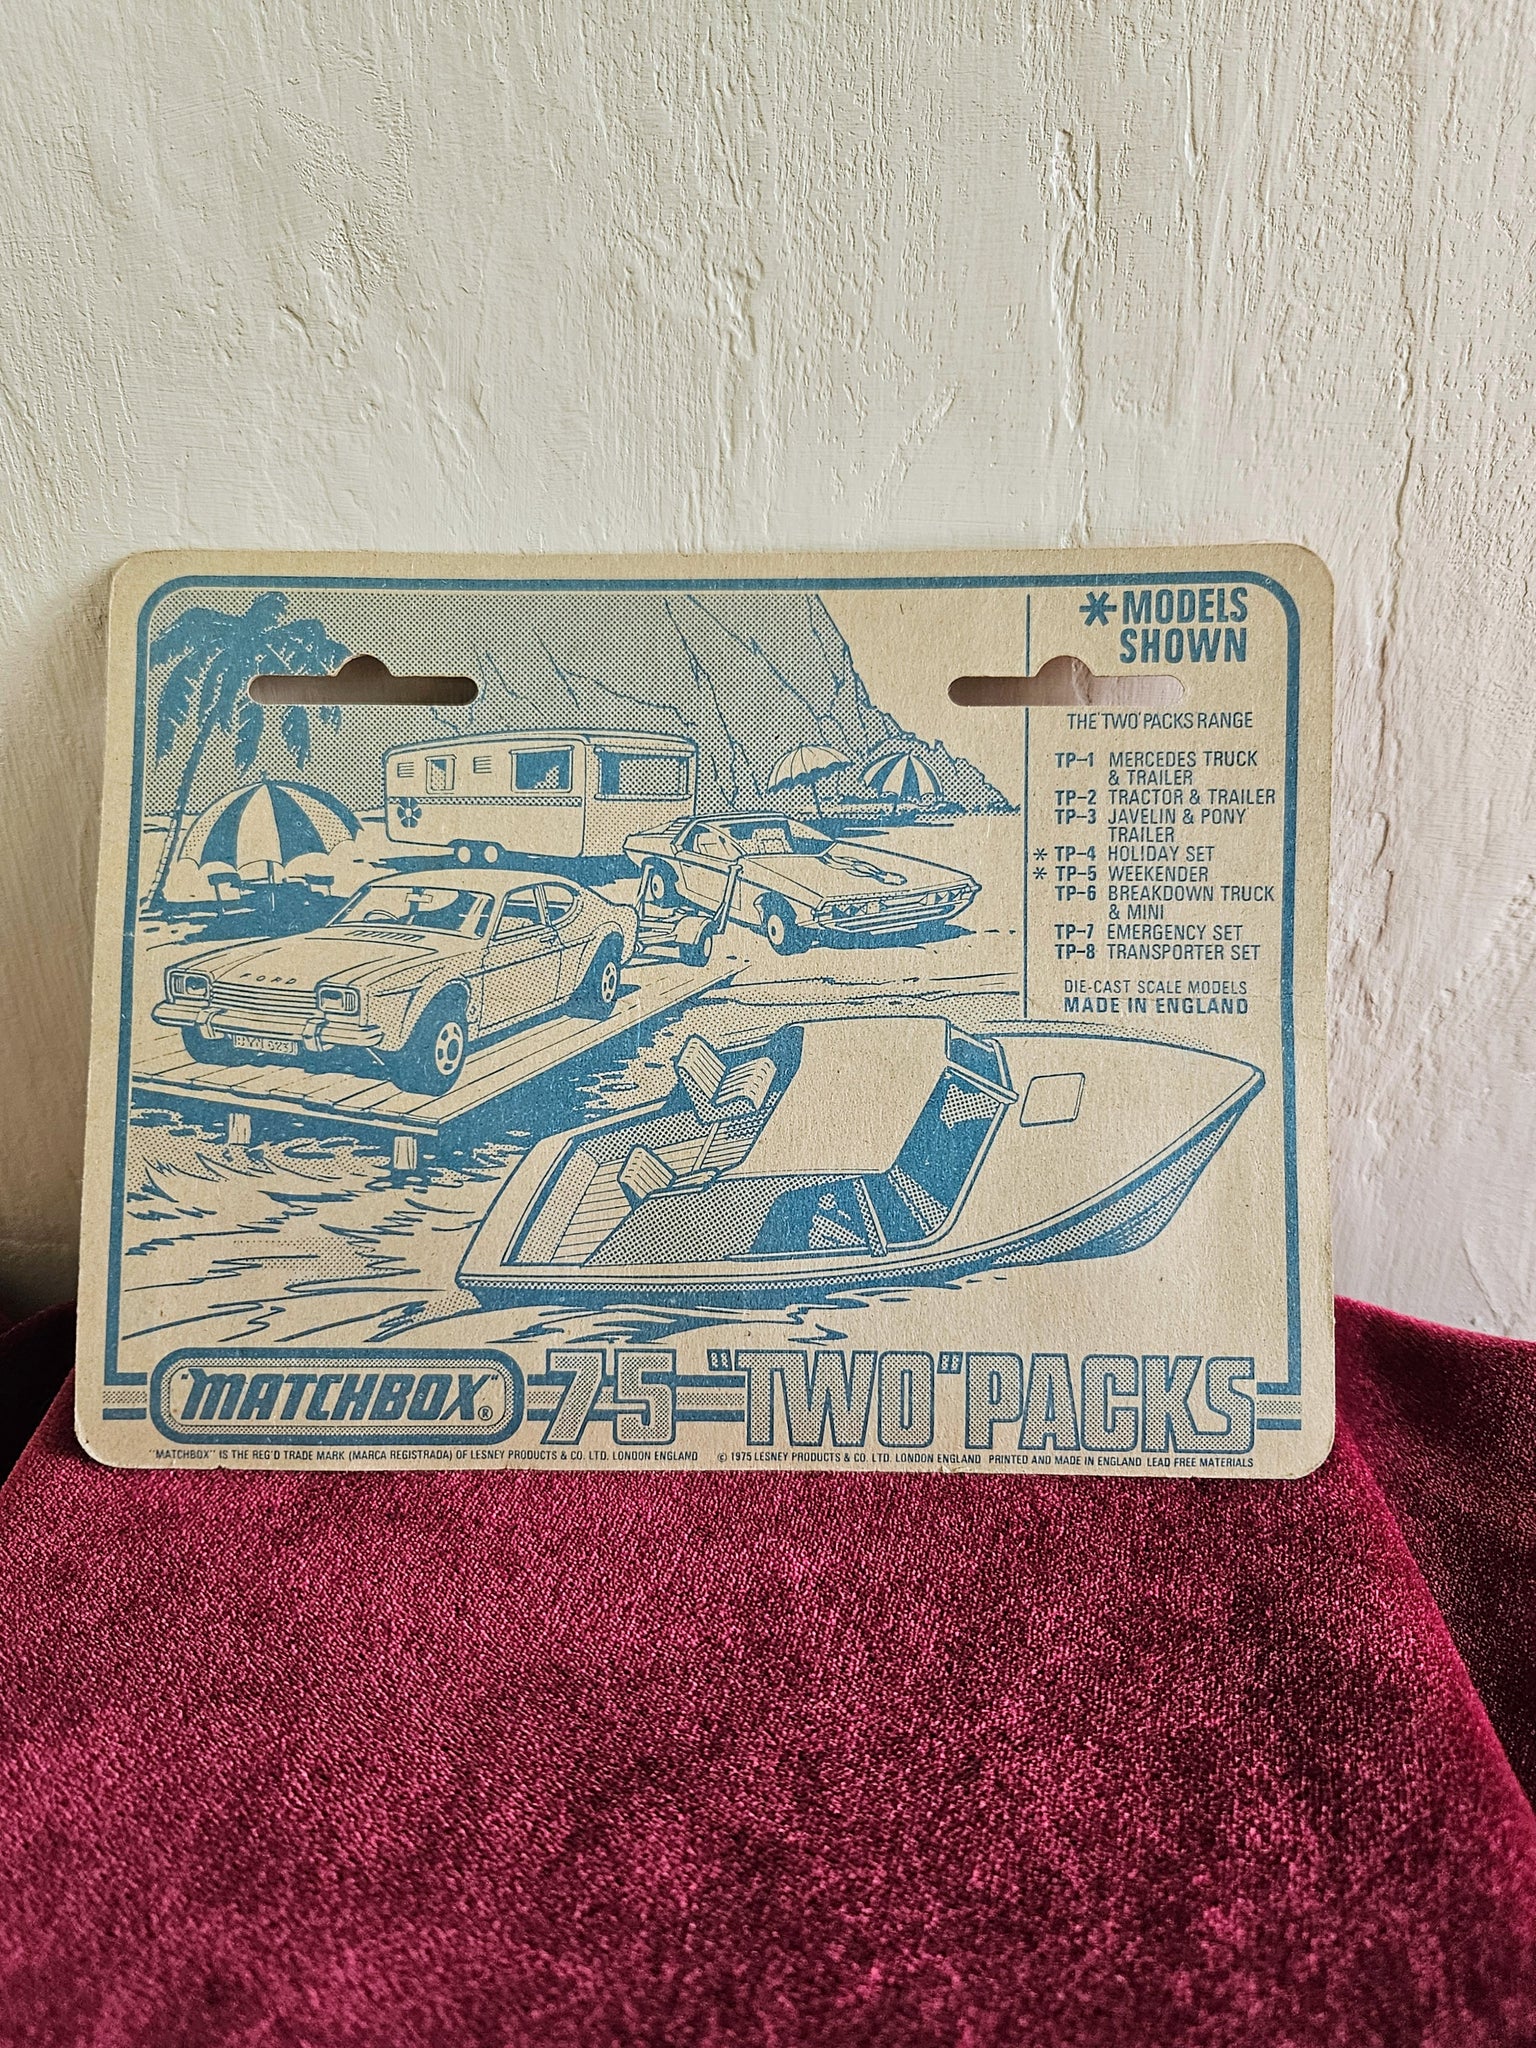 *MODELS
SHOWN
THE 'TWO' PACKS RANGE
TP-1 MERCEDES TRUCK
& TRAILER
TP-2 TRACTOR & TRAILER
TP-3 JAVELIN & PONY
TRAILER
* TP-4 HOLIDAY SET
* TP-5 WEEKENDER
TP-6 BREAKDOWN TRUCK
& MINI
TP-7 EMERGENCY SET
TP-8 TRANSPORTER SET
DIE-CAST SCALE MODELS
MADE IN ENGLAND
FORD
"MATCHBOX"® 75 "TWO" PACKS
"MATCHBOX" IS THE REG'D TRADE MARK (MARCA REGISTRADA) OF LESNEY PRODUCTS & CO. LTD. LONDON ENGLAND © 1975 LESNEY PRODUCTS & CO. LTD. LONDON ENGLAND PRINTED AND MADE IN ENGLAND LEAD FREE MATERIALS